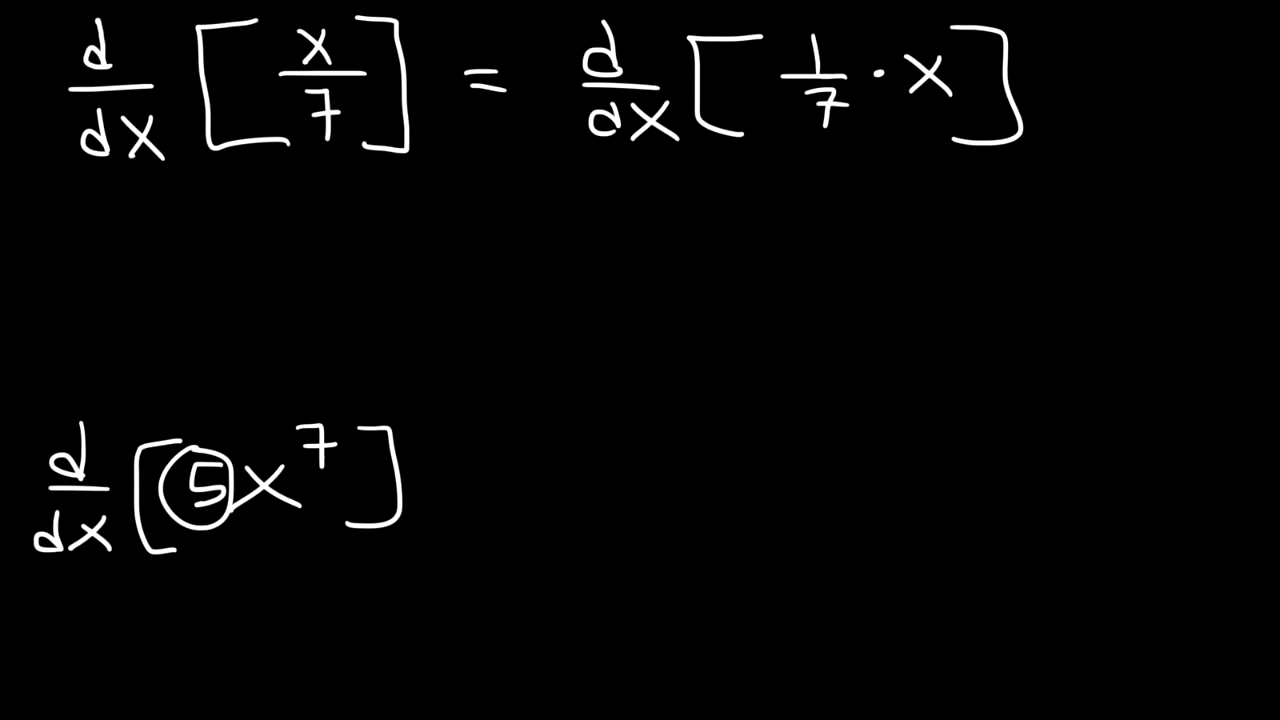 d/dx [x/7] = d/dx [1/7 · x]
d/dx [5x^7]